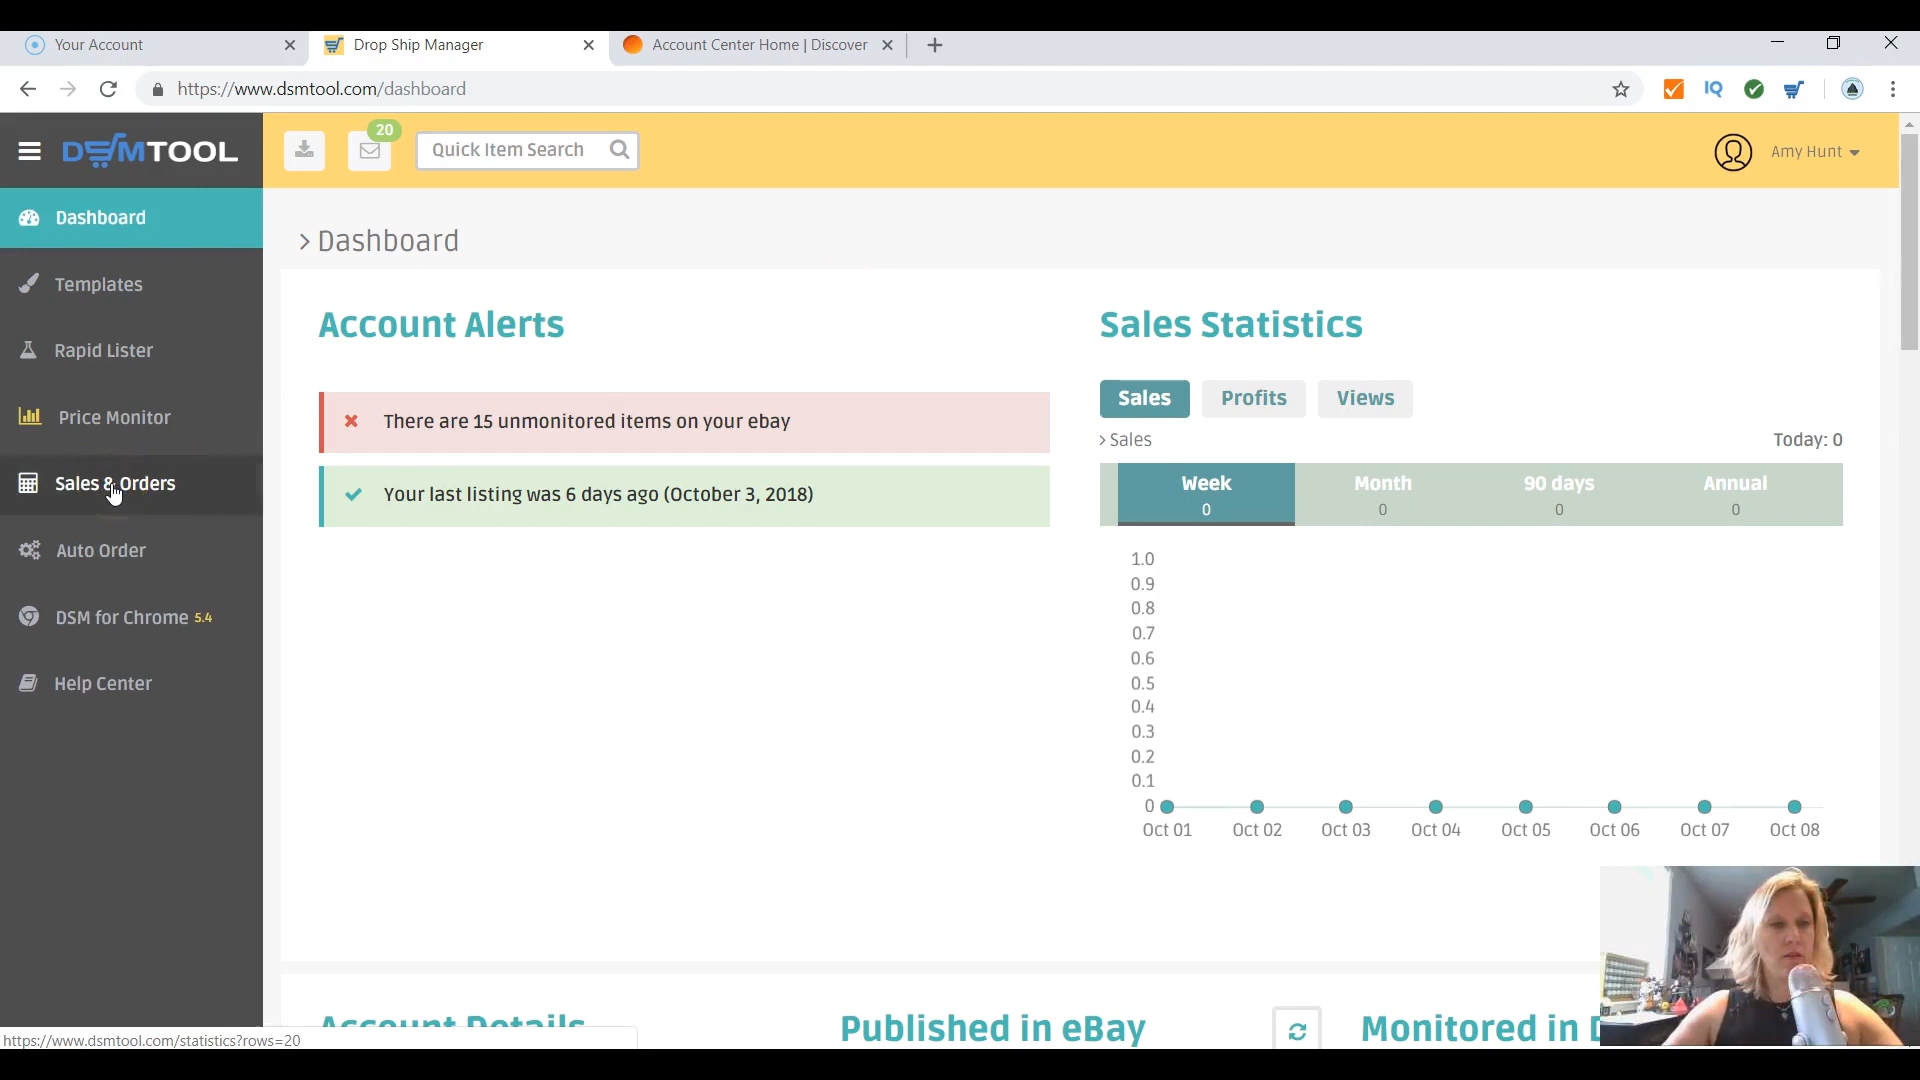 Your Account
Drop Ship Manager
Account Center Home | Discover
https://www.dsmtool.com/dashboard
IQ
DSMTOOL
20
Quick Item Search
Amy Hunt
Dashboard
Templates
Rapid Lister
Price Monitor
Sales & Orders
Auto Order
DSM for Chrome 5.4
Help Center
> Dashboard
Account Alerts
There are 15 unmonitored items on your ebay
Your last listing was 6 days ago (October 3, 2018)
Sales Statistics
Sales Profits Views
> Sales Today: 0
Week Month 90 days Annual
0 0 0 0
1.0
0.9
0.8
0.7
0.6
0.5
0.4
0.3
0.2
0.1
0
Oct 01 Oct 02 Oct 03 Oct 04 Oct 05 Oct 06 Oct 07 Oct 08
Account Details
Published in eBay
Monitored in
https://www.dsmtool.com/statistics?rows=20